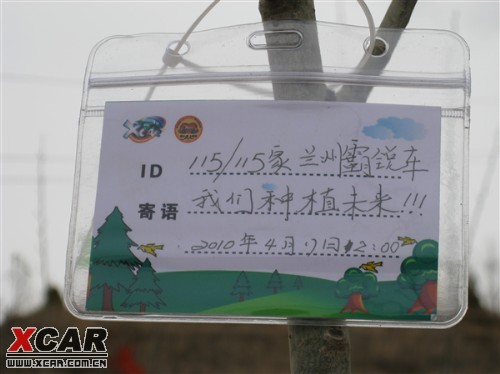 ID 115/115家兰州霸锐车
寄语 我们种植未来!!!
2010年4月7日12:00
XCAR
WWW.XCAR.COM.CN